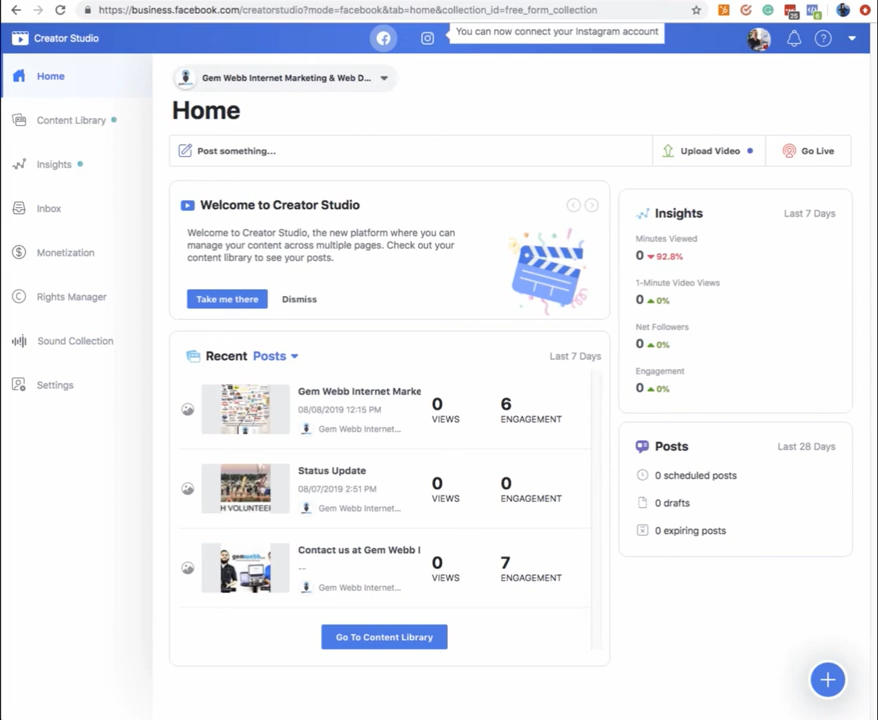 https://business.facebook.com/creatorstudio?mode=facebook&tab=home&collection_id=free_form_collection
Creator Studio
You can now connect your Instagram account
Home
Content Library
Insights
Inbox
Monetization
Rights Manager
Sound Collection
Settings
Gem Webb Internet Marketing & Web D...
Home
Post something...
Upload Video
Go Live
Welcome to Creator Studio
Welcome to Creator Studio, the new platform where you can
manage your content across multiple pages. Check out your
content library to see your posts.
Take me there
Dismiss
Recent Posts
Last 7 Days
Gem Webb Internet Marke
08/08/2019 12:15 PM
Gem Webb Internet...
0
VIEWS
6
ENGAGEMENT
Status Update
08/07/2019 2:51 PM
Gem Webb Internet...
0
VIEWS
0
ENGAGEMENT
H VOLUNTEER
Contact us at Gem Webb I
--
Gem Webb Internet...
0
VIEWS
7
ENGAGEMENT
Go To Content Library
Insights
Last 7 Days
Minutes Viewed
0 92.8%
1-Minute Video Views
0 0%
Net Followers
0 0%
Engagement
0 0%
Posts
Last 28 Days
0 scheduled posts
0 drafts
0 expiring posts